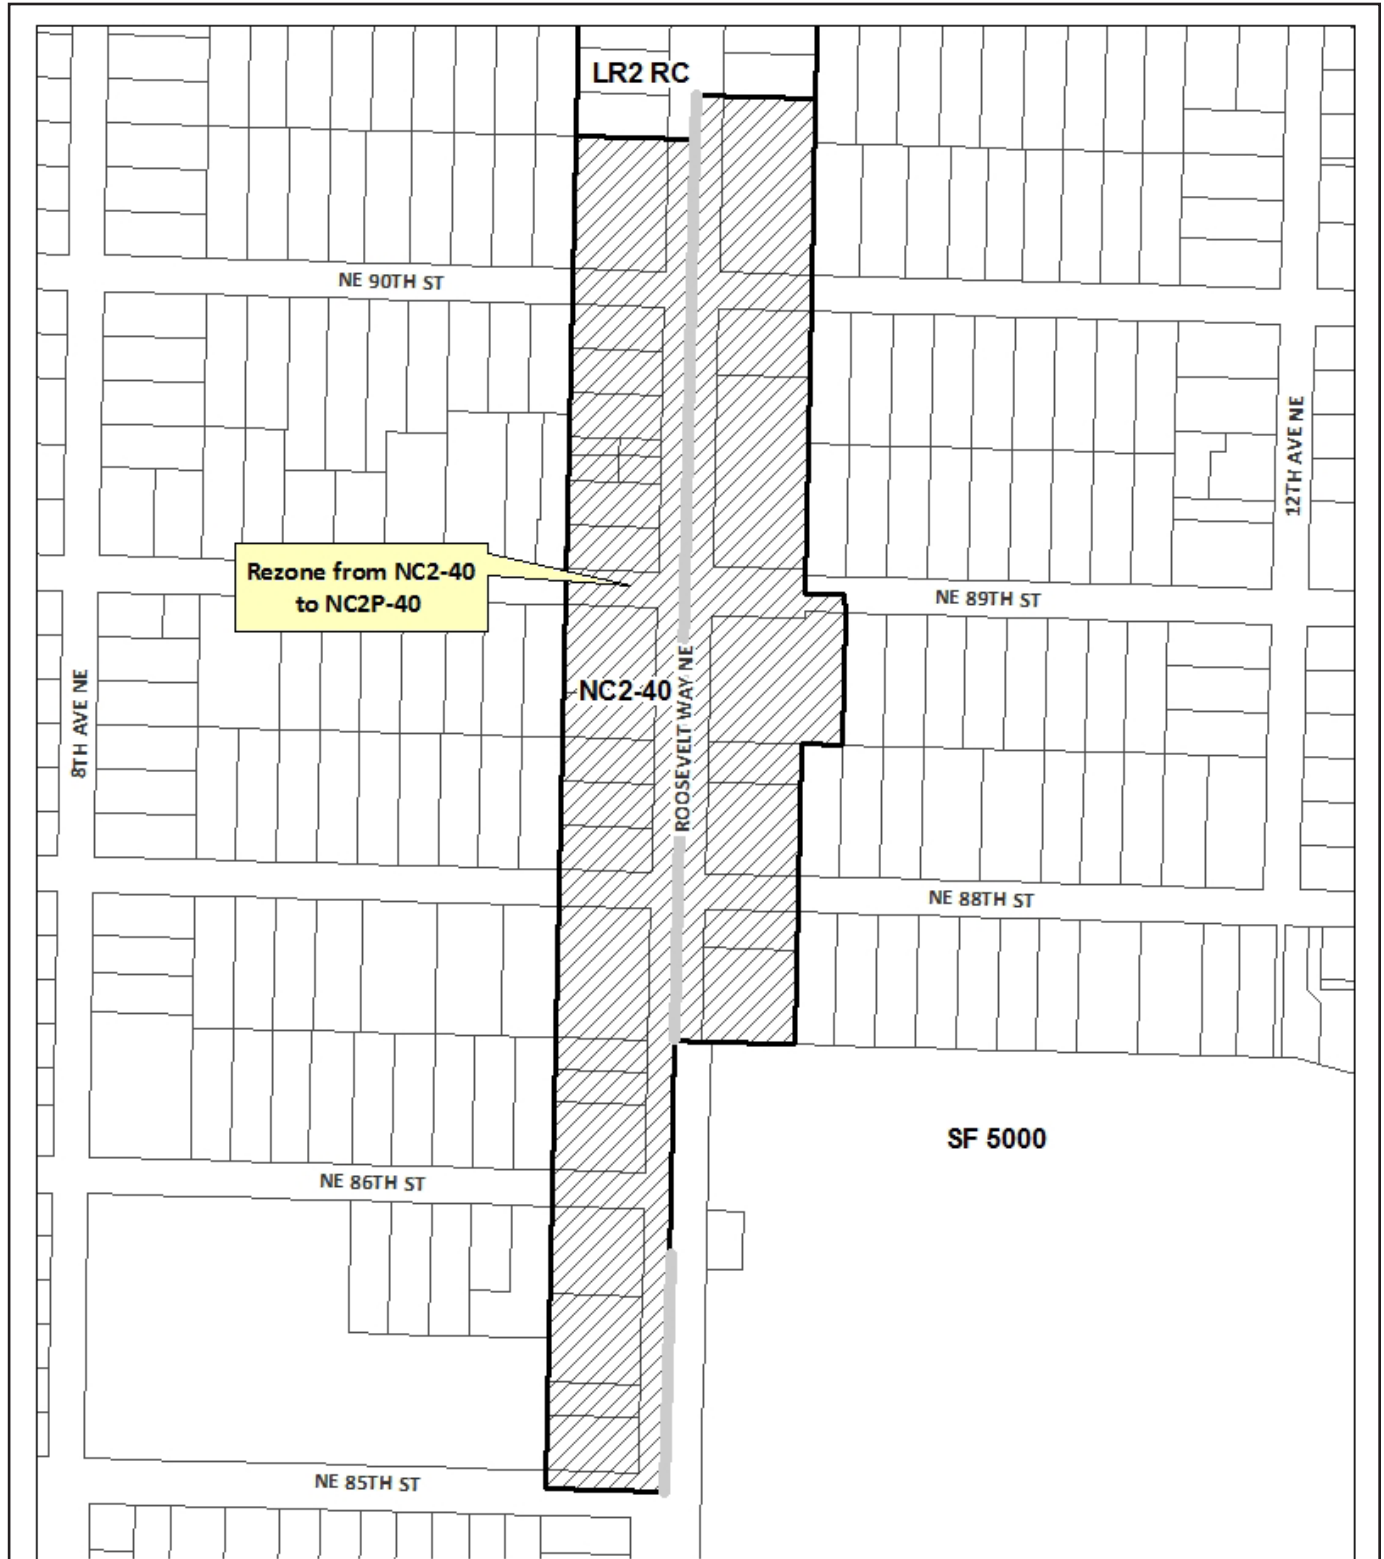 LR2 RC
NE 90TH ST
12TH AVE NE
Rezone from NC2-40
to NC2P-40
NE 89TH ST
8TH AVE NE
NC2-40
ROOSEVELT WAY NE
NE 88TH ST
SF 5000
NE 86TH ST
NE 85TH ST